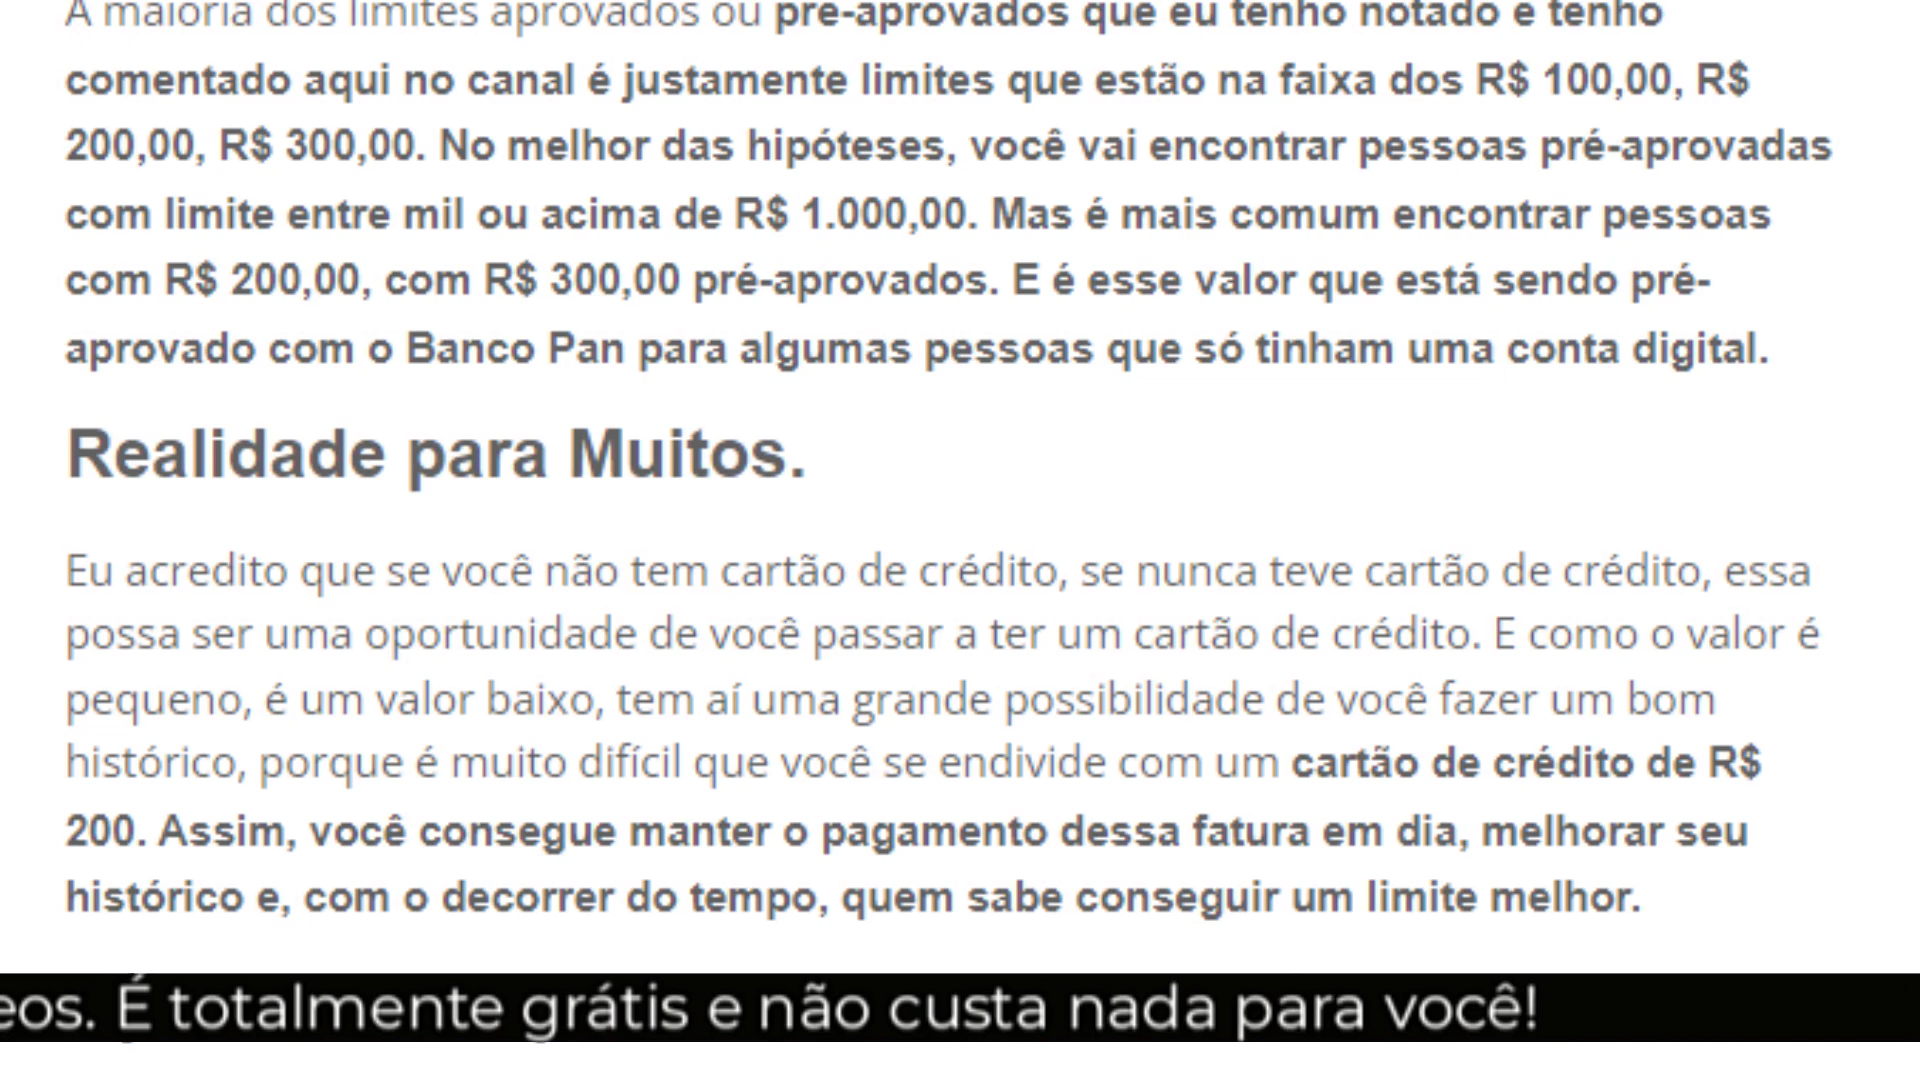 A maioria dos limites aprovados ou pré-aprovados que eu tenho notado e tenho
comentado aqui no canal é justamente limites que estão na faixa dos R$ 100,00, R$
200,00, R$ 300,00. No melhor das hipóteses, você vai encontrar pessoas pré-aprovadas
com limite entre mil ou acima de R$ 1.000,00. Mas é mais comum encontrar pessoas
com R$ 200,00, com R$ 300,00 pré-aprovados. E é esse valor que está sendo pré-
aprovado com o Banco Pan para algumas pessoas que só tinham uma conta digital.
Realidade para Muitos.
Eu acredito que se você não tem cartão de crédito, se nunca teve cartão de crédito, essa
possa ser uma oportunidade de você passar a ter um cartão de crédito. E como o valor é
pequeno, é um valor baixo, tem aí uma grande possibilidade de você fazer um bom
histórico, porque é muito difícil que você se endivide com um cartão de crédito de R$
200. Assim, você consegue manter o pagamento dessa fatura em dia, melhorar seu
histórico e, com o decorrer do tempo, quem sabe conseguir um limite melhor.
eos. É totalmente grátis e não custa nada para você!